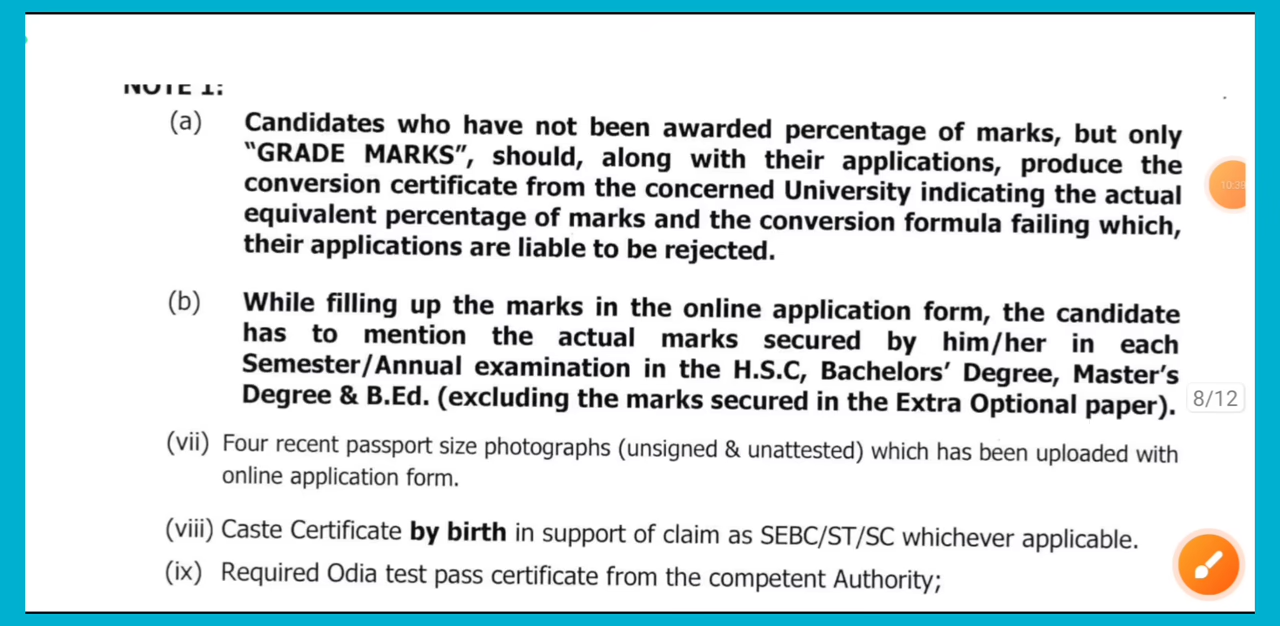 NOTE 1:
(a) Candidates who have not been awarded percentage of marks, but only
“GRADE MARKS”, should, along with their applications, produce the
conversion certificate from the concerned University indicating the actual
equivalent percentage of marks and the conversion formula failing which,
their applications are liable to be rejected.
(b) While filling up the marks in the online application form, the candidate
has to mention the actual marks secured by him/her in each
Semester/Annual examination in the H.S.C, Bachelors’ Degree, Master’s
Degree & B.Ed. (excluding the marks secured in the Extra Optional paper).
8/12
(vii) Four recent passport size photographs (unsigned & unattested) which has been uploaded with
online application form.
(viii) Caste Certificate by birth in support of claim as SEBC/ST/SC whichever applicable.
(ix) Required Odia test pass certificate from the competent Authority;